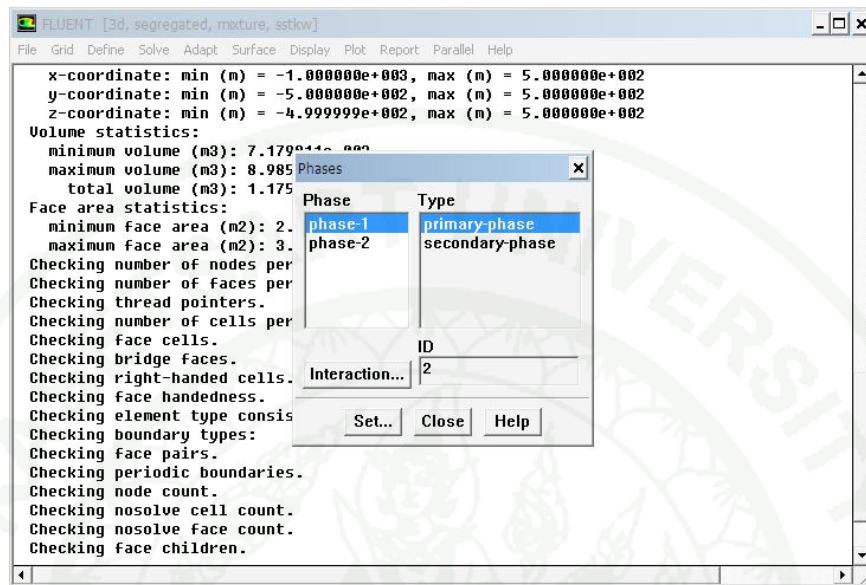 FLUENT [3d, segregated, mixture, sstkw]
File Grid Define Solve Adapt Surface Display Plot Report Parallel Help
x-coordinate: min (m) = -1.000000e+003, max (m) = 5.000000e+002
y-coordinate: min (m) = -5.000000e+002, max (m) = 5.000000e+002
z-coordinate: min (m) = -4.999999e+002, max (m) = 5.000000e+002
Volume statistics:
minimum volume (m3):
maximum volume (m3): 8.985
total volume (m3): 1.175
Face area statistics:
minimum face area (m2): 2.
maximum face area (m2): 3.
Checking number of nodes per
Checking number of faces per
Checking thread pointers.
Checking number of cells per
Checking face cells.
Checking bridge faces.
Checking right-handed cells.
Checking face handedness.
Checking element type consis
Checking boundary types:
Checking face pairs.
Checking periodic boundaries.
Checking node count.
Checking nosolve cell count.
Checking nosolve face count.
Checking face children.
Phases
Phase Type
phase-1 primary-phase
phase-2 secondary-phase
ID
Interaction... 2
Set... Close Help